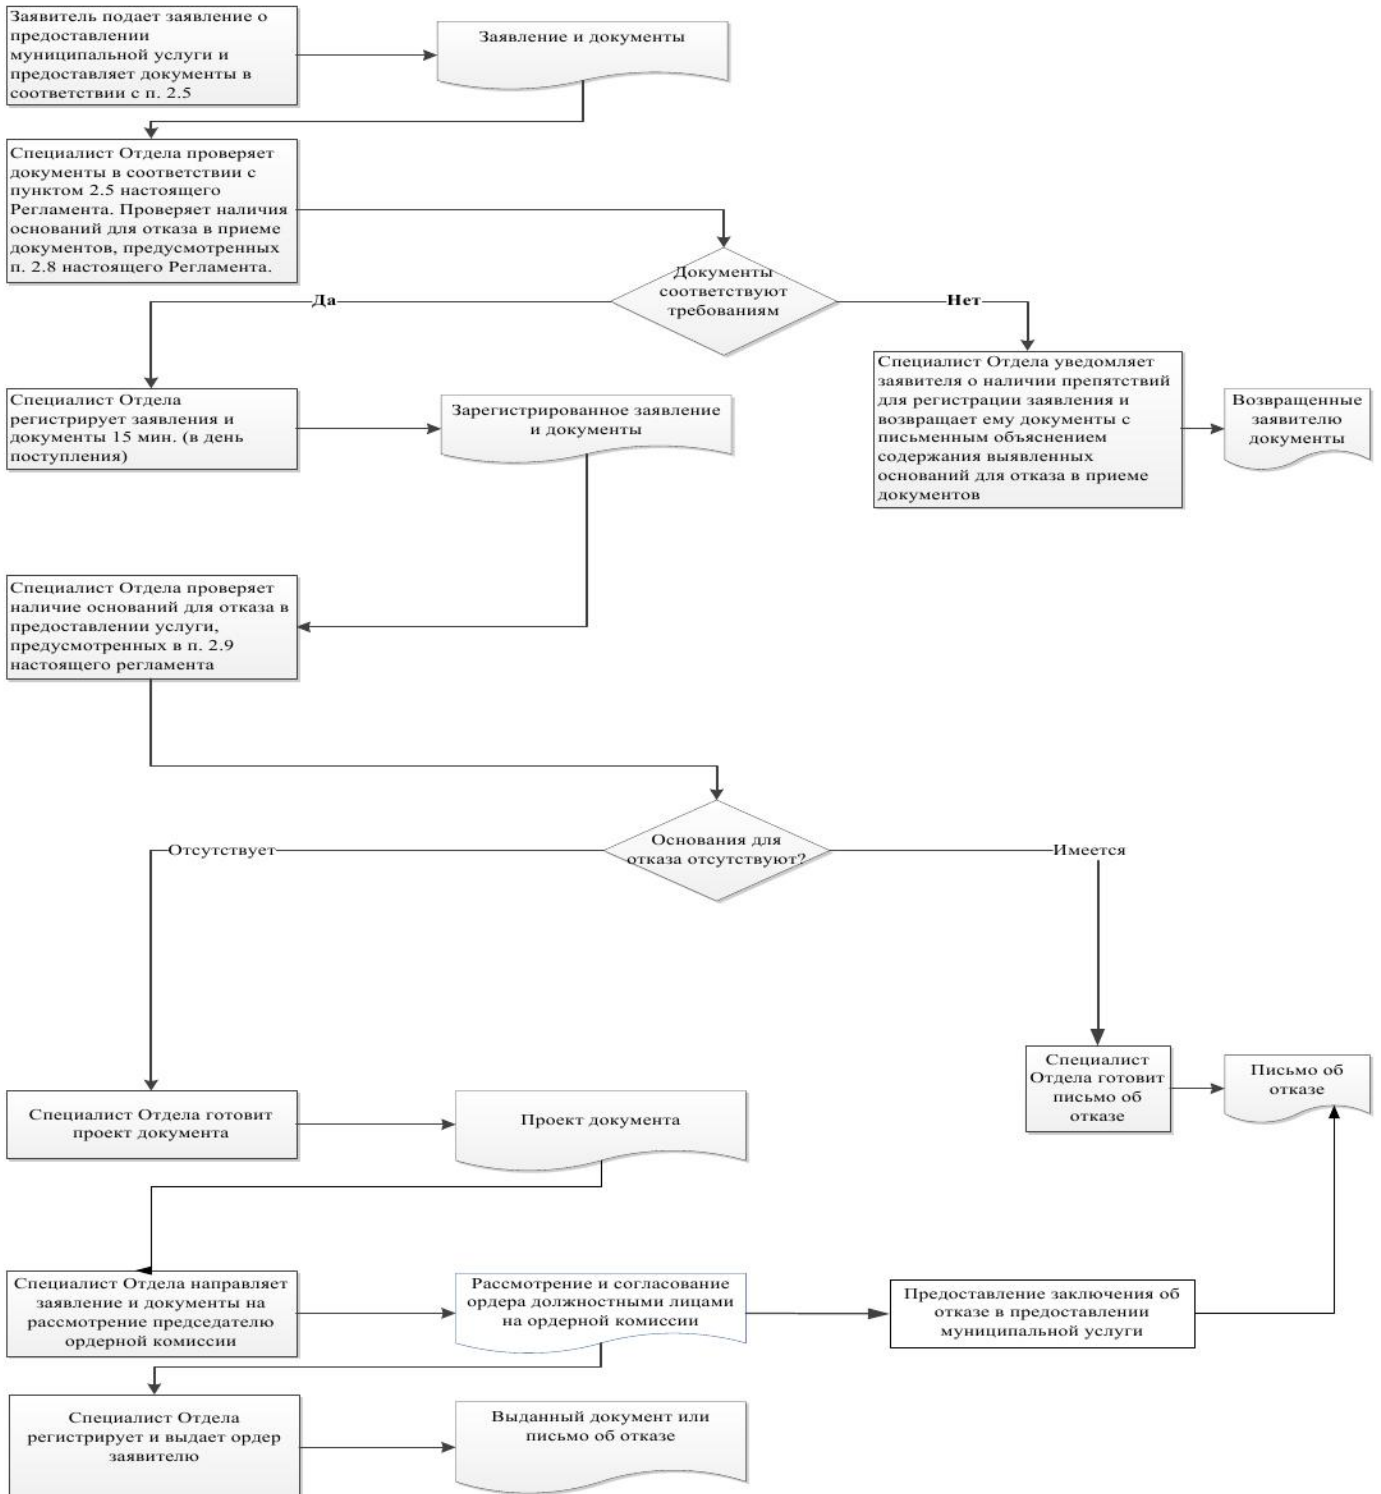 Заявитель подает заявление о
предоставлении
муниципальной услуги и
предоставляет документы в
соответствии с п. 2.5
Заявление и документы
Специалист Отдела проверяет
документы в соответствии с
пунктом 2.5 настоящего
Регламента. Проверяет наличия
оснований для отказа в приеме
документов, предусмотренных
п. 2.8 настоящего Регламента.
Документы
соответствуют
требованиям
Да
Нет
Специалист Отдела
регистрирует заявления и
документы 15 мин. (в день
поступления)
Зарегистрированное заявление
и документы
Специалист Отдела уведомляет
заявителя о наличии препятствий
для регистрации заявления и
возвращает ему документы с
письменным объяснением
содержания выявленных
оснований для отказа в приеме
документов
Возвращенные
заявителю
документы
Специалист Отдела проверяет
наличие оснований для отказа в
предоставлении услуги,
предусмотренных в п. 2.9
настоящего регламента
Основания для
отказа отсутствуют?
Отсутствует
Имеется
Специалист
Отдела готовит
письмо об
отказе
Письмо об
отказе
Специалист Отдела готовит
проект документа
Проект документа
Специалист Отдела направляет
заявление и документы на
рассмотрение председателю
ордерной комиссии
Рассмотрение и согласование
ордера должностными лицами
на ордерной комиссии
Предоставление заключения об
отказе в предоставлении
муниципальной услуги
Специалист Отдела
регистрирует и выдает ордер
заявителю
Выданный документ или
письмо об отказе